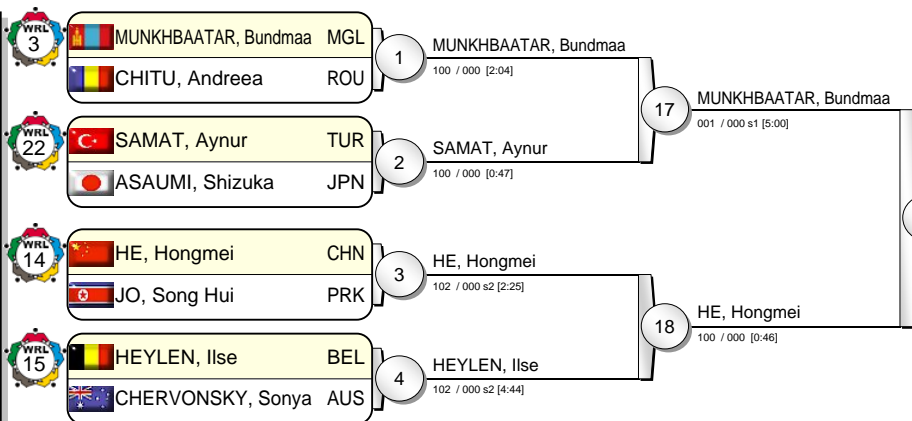 WRL
3
MUNKHBAATAR, Bundmaa MGL
CHITU, Andreea ROU
1
MUNKHBAATAR, Bundmaa
100 / 000 [2:04]
17
MUNKHBAATAR, Bundmaa
001 / 000 s1 [5:00]
WRL
22
SAMAT, Aynur TUR
ASAUMI, Shizuka JPN
2
SAMAT, Aynur
100 / 000 [0:47]
WRL
14
HE, Hongmei CHN
JO, Song Hui PRK
3
HE, Hongmei
102 / 000 s2 [2:25]
18
HE, Hongmei
100 / 000 [0:46]
WRL
15
HEYLEN, Ilse BEL
CHERVONSKY, Sonya AUS
4
HEYLEN, Ilse
102 / 000 s2 [4:44]